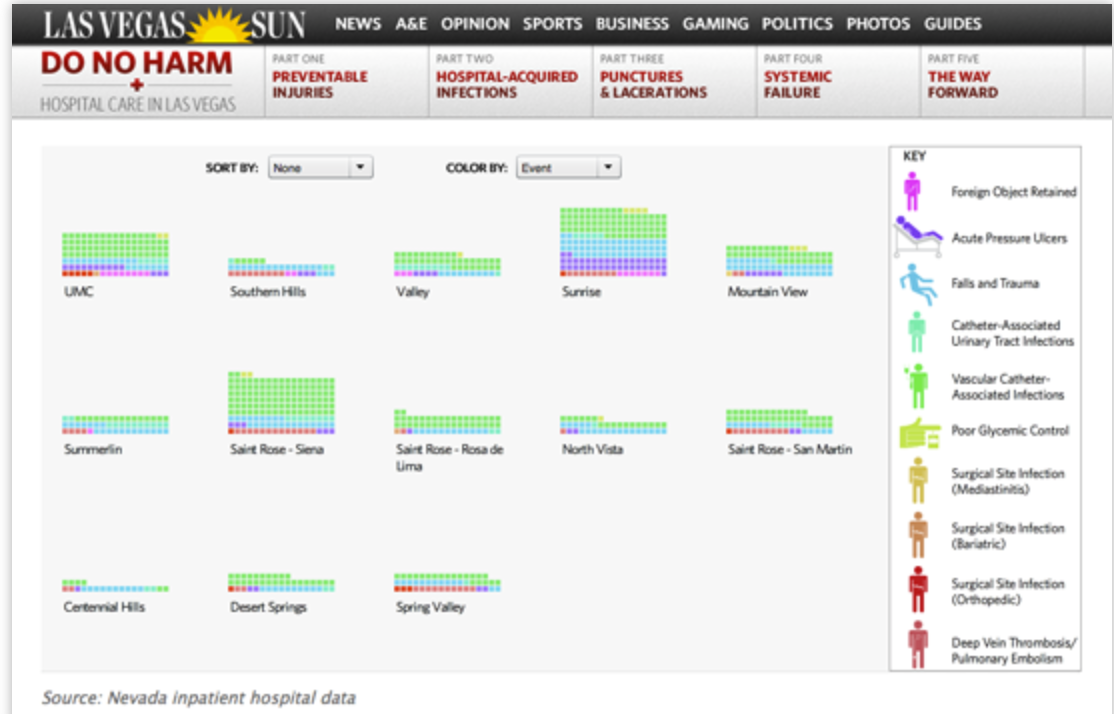 LAS VEGAS SUN
NEWS A&E OPINION SPORTS BUSINESS GAMING POLITICS PHOTOS GUIDES
DO NO HARM
HOSPITAL CARE IN LAS VEGAS
PART ONE
PREVENTABLE
INJURIES
PART TWO
HOSPITAL-ACQUIRED
INFECTIONS
PART THREE
PUNCTURES
& LACERATIONS
PART FOUR
SYSTEMIC
FAILURE
PART FIVE
THE WAY
FORWARD
SORT BY: None
COLOR BY: Event
UMC
Southern Hills
Valley
Sunrise
Mountain View
Summerlin
Saint Rose - Siena
Saint Rose - Rosa de
Lima
North Vista
Saint Rose - San Martin
Centennial Hills
Desert Springs
Spring Valley
KEY
Foreign Object Retained
Acute Pressure Ulcers
Falls and Trauma
Catheter-Associated
Urinary Tract Infections
Vascular Catheter-
Associated Infections
Poor Glycemic Control
Surgical Site Infection
(Mediastinitis)
Surgical Site Infection
(Bariatric)
Surgical Site Infection
(Orthopedic)
Deep Vein Thrombosis/
Pulmonary Embolism
Source: Nevada inpatient hospital data